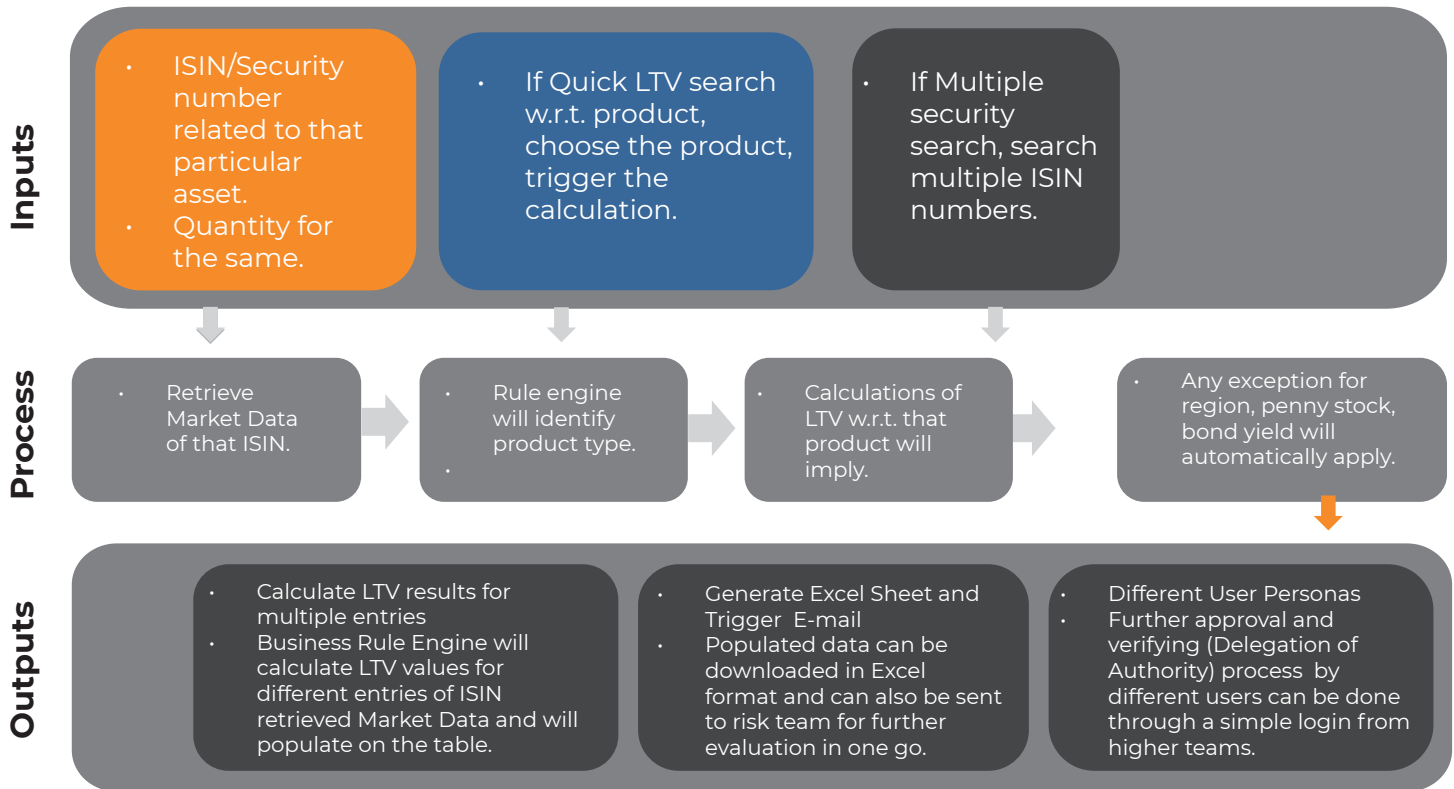 Inputs
• ISIN/Security
number
related to that
particular
asset.
• Quantity for
the same.
• If Quick LTV search
w.r.t. product,
choose the product,
trigger the
calculation.
• If Multiple
security
search, search
multiple ISIN
numbers.
Process
• Retrieve
Market Data
of that ISIN.
• Rule engine
will identify
product type.
•
• Calculations of
LTV w.r.t. that
product will
imply.
• Any exception for
region, penny stock,
bond yield will
automatically apply.
Outputs
• Calculate LTV results for
multiple entries
• Business Rule Engine will
calculate LTV values for
different entries of ISIN
retrieved Market Data and will
populate on the table.
• Generate Excel Sheet and
Trigger E-mail
• Populated data can be
downloaded in Excel
format and can also be sent
to risk team for further
evaluation in one go.
• Different User Personas
• Further approval and
verifying (Delegation of
Authority) process by
different users can be done
through a simple login from
higher teams.